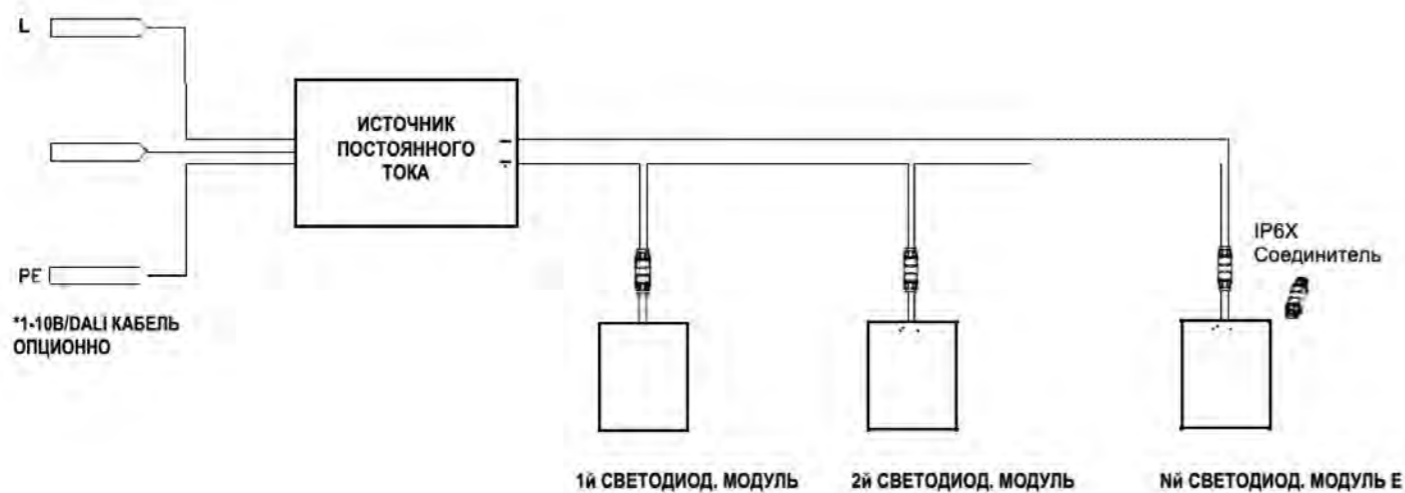 L
ИСТОЧНИК
ПОСТОЯННОГО
ТОКА
PE
*1-10В/DALI КАБЕЛЬ
ОПЦИОННО
IP6X
Соединитель
1й СВЕТОДИОД. МОДУЛЬ
2й СВЕТОДИОД. МОДУЛЬ
Nй СВЕТОДИОД. МОДУЛЬ Е